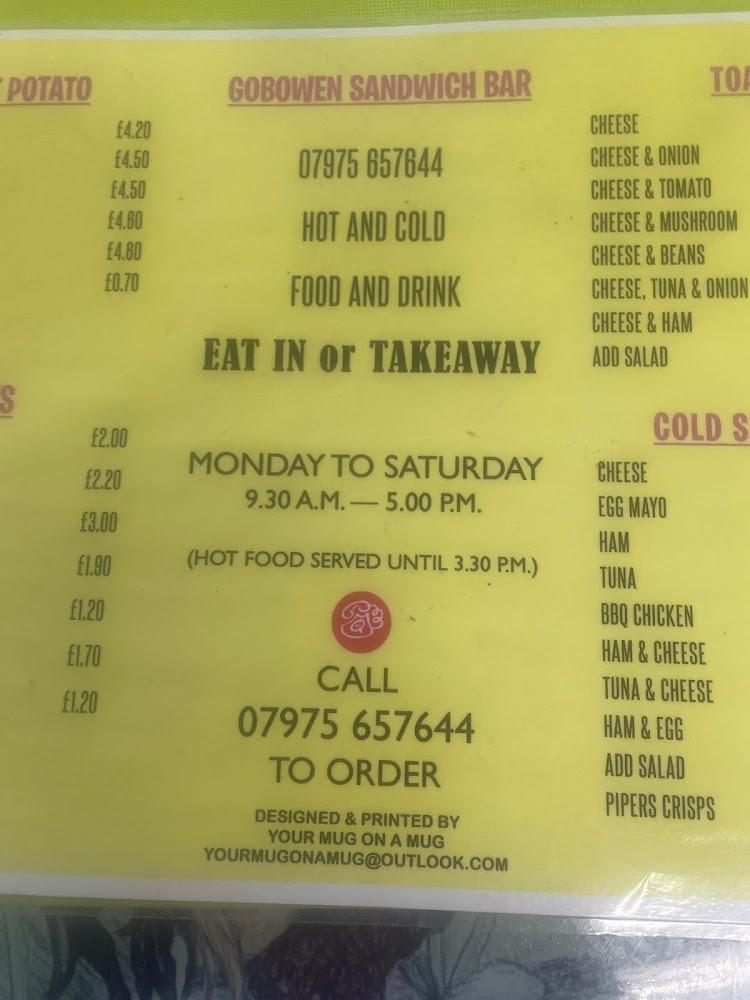 POTATO
£4.20
£4.50
£4.50
£4.60
£4.60
£0.70
£2.00
£2.20
£3.00
£1.90
£1.20
£1.70
£1.20
GOBOWEN SANDWICH BAR
07975 657644
HOT AND COLD
FOOD AND DRINK
EAT IN or TAKEAWAY
MONDAY TO SATURDAY
9.30 A.M. — 5.00 P.M.
(HOT FOOD SERVED UNTIL 3.30 P.M.)
CALL
07975 657644
TO ORDER
DESIGNED & PRINTED BY
YOUR MUG ON A MUG
YOURMUGONAMUG@OUTLOOK.COM
CHEESE
CHEESE & ONION
CHEESE & TOMATO
CHEESE & MUSHROOM
CHEESE & BEANS
CHEESE, TUNA & ONION
CHEESE & HAM
ADD SALAD
COLD
CHEESE
EGG MAYO
HAM
TUNA
BBQ CHICKEN
HAM & CHEESE
TUNA & CHEESE
HAM & EGG
ADD SALAD
PIPERS CRISPS